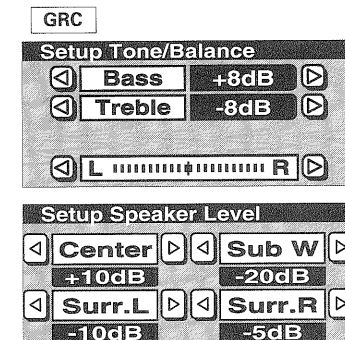 GRC
Setup Tone/Balance
Bass +8dB
Treble -8dB
L R
Setup Speaker Level
Center Sub W
+10dB -20dB
Surr.L Surr.R
-10dB -5dB